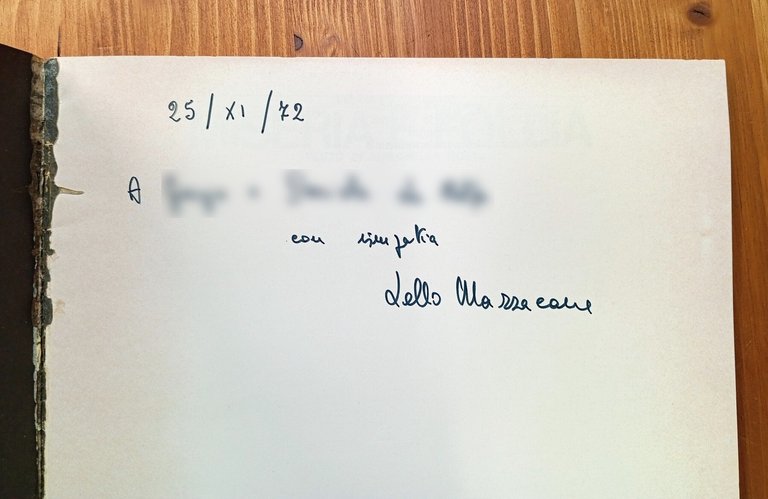 25/XI/72
A
con simpatia
Lello Mazzacane